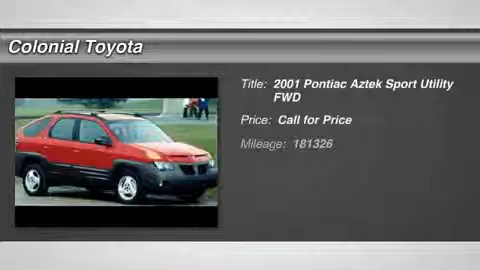 Colonial Toyota
Title: 2001 Pontiac Aztek Sport Utility
FWD
Price: Call for Price
Mileage: 181326